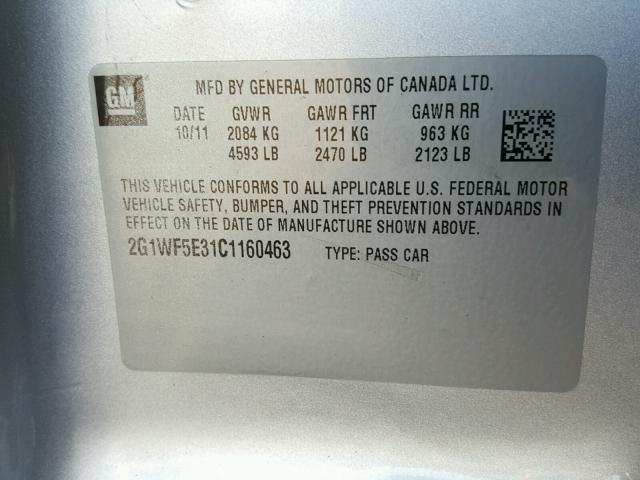 MFD BY GENERAL MOTORS OF CANADA LTD.
GM
DATE GVWR GAWR FRT GAWR RR
10/11 2084 KG 1121 KG 963 KG
4593 LB 2470 LB 2123 LB
THIS VEHICLE CONFORMS TO ALL APPLICABLE U.S. FEDERAL MOTOR
VEHICLE SAFETY, BUMPER, AND THEFT PREVENTION STANDARDS IN
EFFECT ON THE DATE OF MANUFACTURE SHOWN ABOVE.
2G1WF5E31C1160463 TYPE: PASS CAR